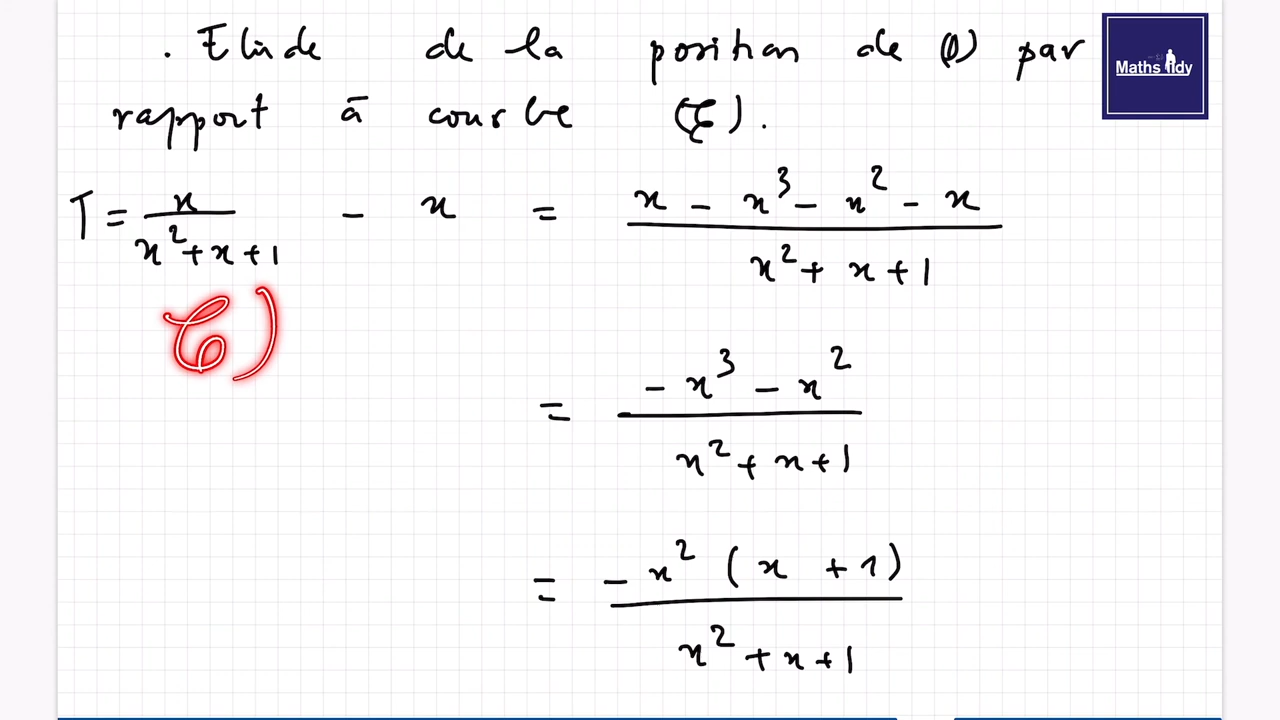 . Etude de la position de (D) par
rapport à courbe (C).
Maths Indy
T = x/(x²+x+1) - x = (x - x³ - x² - x)/(x² + x + 1)
C)
= (-x³ - x²)/(x² + x + 1)
= (-x² (x + 1))/(x² + x + 1)